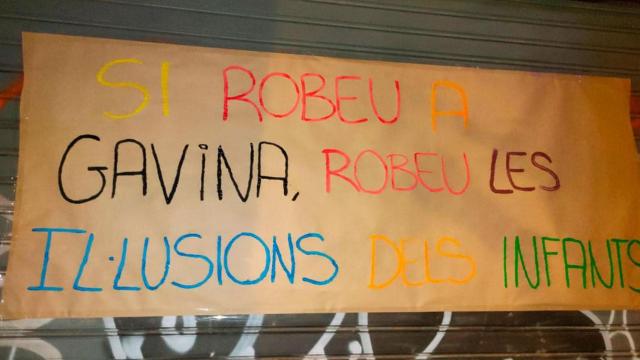 SI ROBEU A
GAViNA, ROBEU LES
IL·LUSIONS DELS INFANTS